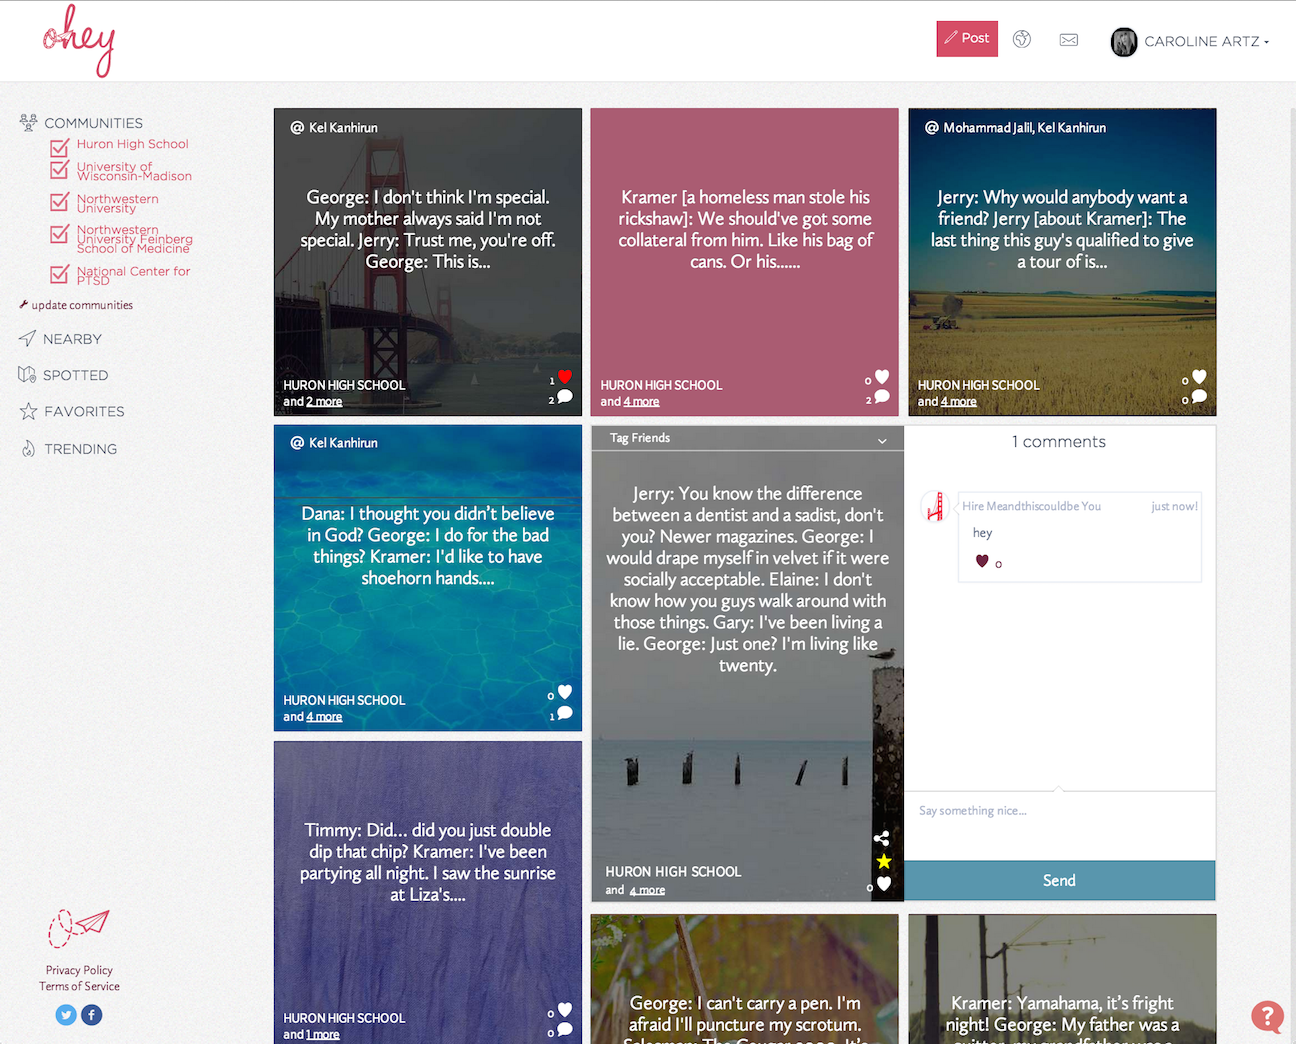 ohey
Post
CAROLINE ARTZ
COMMUNITIES
Huron High School
University of
Wisconsin-Madison
Northwestern
University
Northwestern
University Feinberg
School of Medicine
National Center for
PTSD
update communities
NEARBY
SPOTTED
FAVORITES
TRENDING
Privacy Policy
Terms of Service
@ Kel Kanhirun
George: I don't think I'm special.
My mother always said I'm not
special. Jerry: Trust me, you're off.
George: This is...
HURON HIGH SCHOOL
and 2 more
1
2
Kramer [a homeless man stole his
rickshaw]: We should've got some
collateral from him. Like his bag of
cans. Or his......
HURON HIGH SCHOOL
and 4 more
0
2
@ Mohammad Jalil, Kel Kanhirun
Jerry: Why would anybody want a
friend? Jerry [about Kramer]: The
last thing this guy's qualified to give
a tour of is...
HURON HIGH SCHOOL
and 4 more
0
0
@ Kel Kanhirun
Dana: I thought you didn’t believe
in God? George: I do for the bad
things? Kramer: I'd like to have
shoehorn hands....
HURON HIGH SCHOOL
and 4 more
0
1
Tag Friends
Jerry: You know the difference
between a dentist and a sadist, don't
you? Newer magazines. George: I
would drape myself in velvet if it were
socially acceptable. Elaine: I don't
know how you guys walk around with
those things. Gary: I've been living a
lie. George: Just one? I'm living like
twenty.
HURON HIGH SCHOOL
and 4 more
0
1 comments
Hire Meandthiscouldbe You
just now!
hey
0
Say something nice...
Send
Timmy: Did... did you just double
dip that chip? Kramer: I've been
partying all night. I saw the sunrise
at Liza's....
HURON HIGH SCHOOL
and 1 more
0
0
George: I can't carry a pen. I'm
afraid I'll puncture my scrotum.
Kramer: Yamahama, it’s fright
night! George: My father was a
?